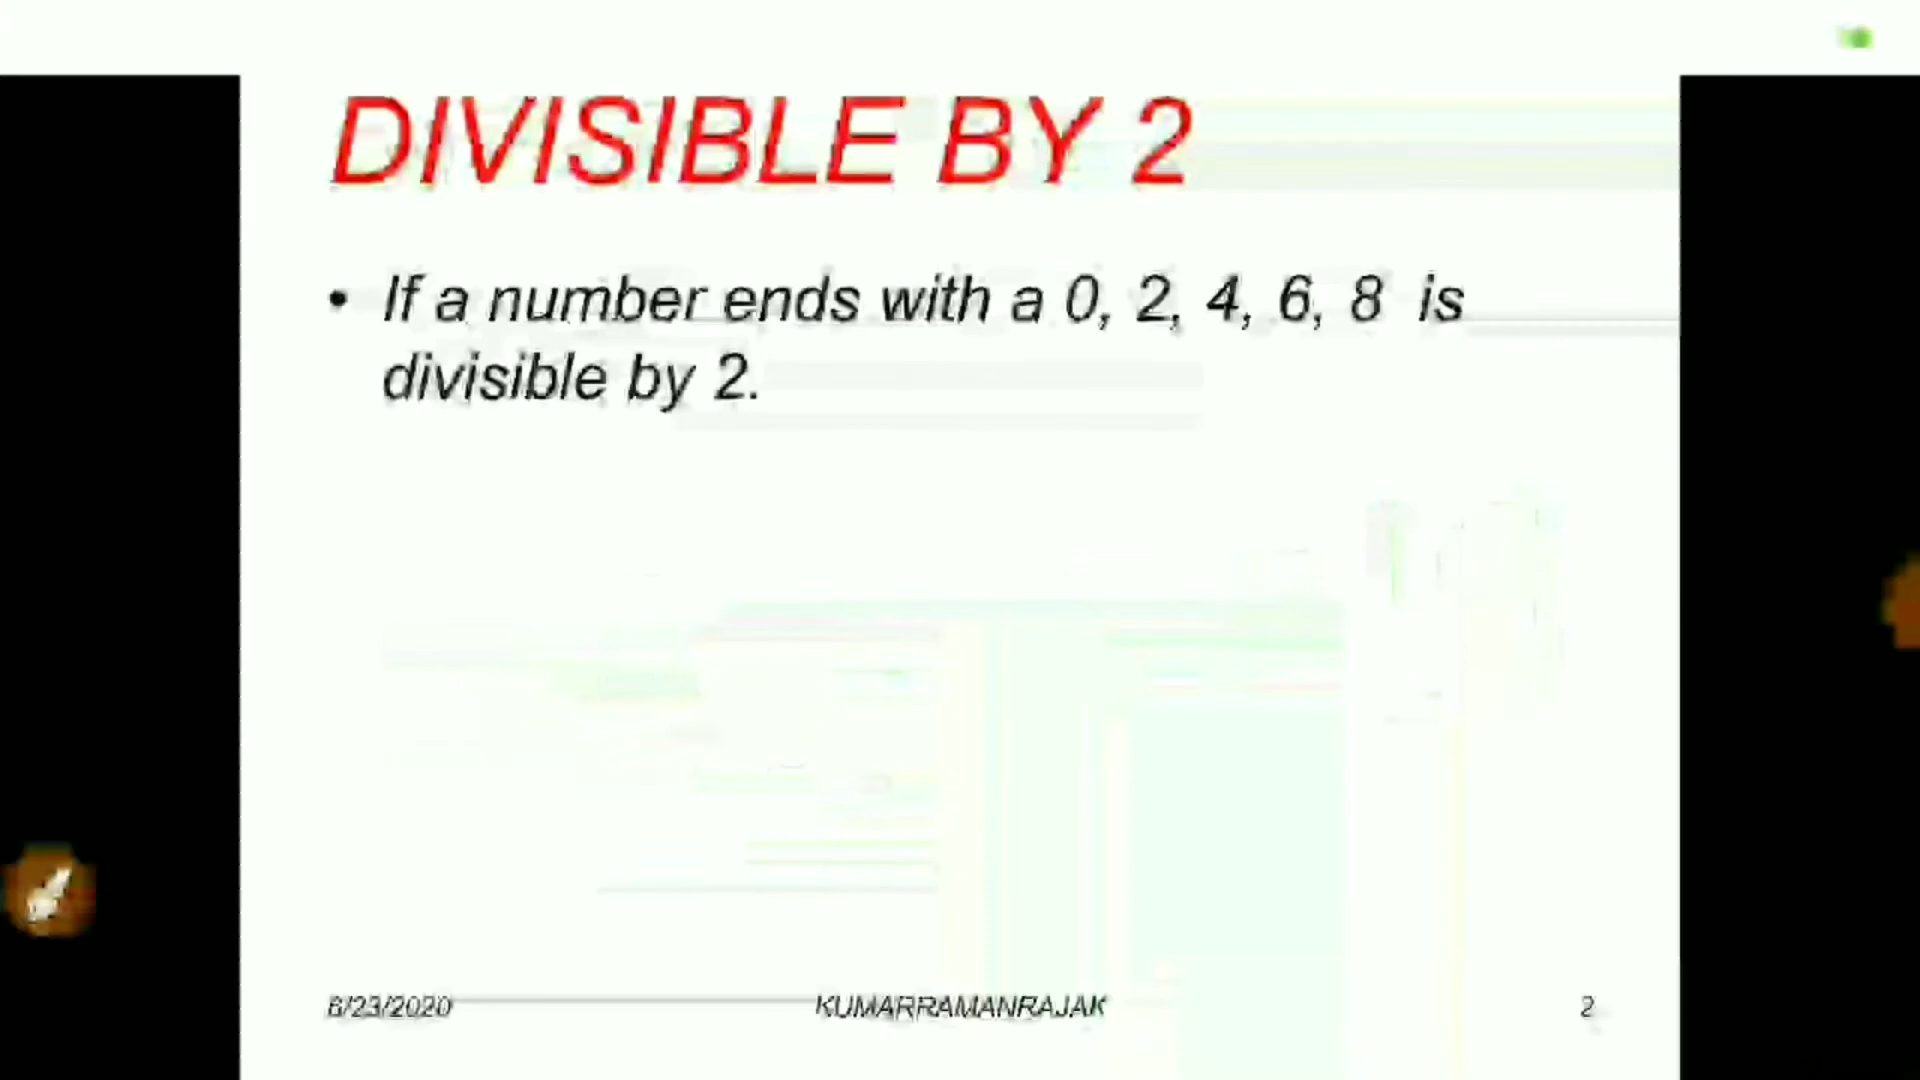 DIVISIBLE BY 2
• If a number ends with a 0, 2, 4, 6, 8 is
divisible by 2.
6/23/2020 KUMARRAMANRAJAK 2